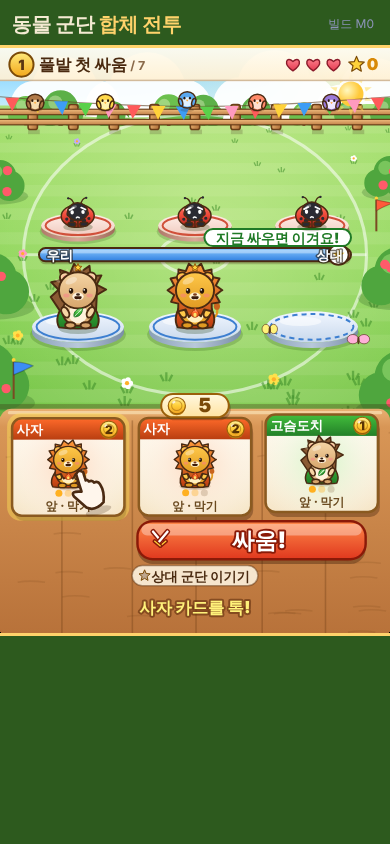 동물 군단 합체 전투
빌드 M0
1 풀밭 첫 싸움 / 7
0
지금 싸우면 이겨요!
우리
상대
5
사자 2
앞 · 막기
사자 2
앞 · 막기
고슴도치 1
앞 · 막기
싸움!
상대 군단 이기기
사자 카드를 톡!